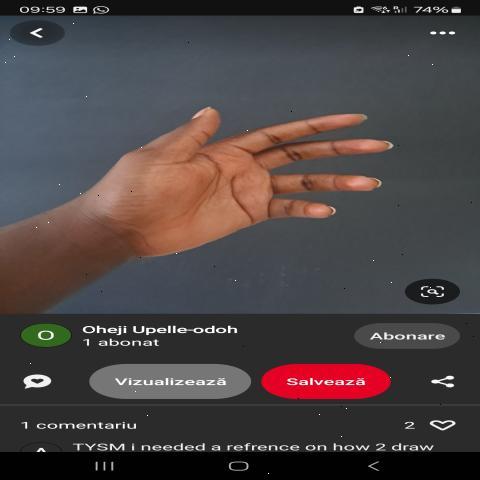 09:59 74%
O Oheji Upelle-odoh
1 abonat
Abonare
Vizualizează Salvează
1 comentariu 2
TYSM i needed a refrence on how 2 draw